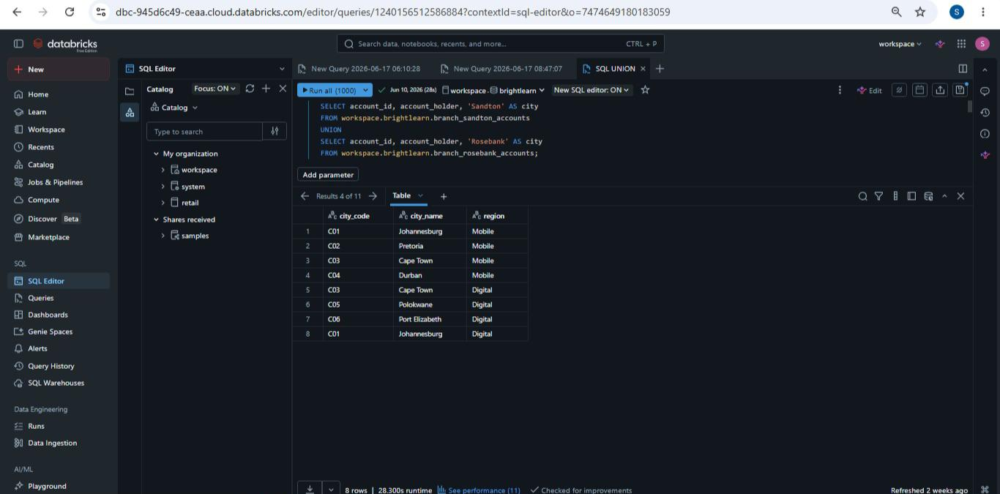 dbc-945d6c49-ceaa.cloud.databricks.com/editor/queries/1240156512586884?contextId=sql-editor&o=7474649180183059
S
databricks
Free Edition
Search data, notebooks, recents, and more...
CTRL + P
workspace
S
New
Home
Learn
Workspace
Recents
Catalog
Jobs & Pipelines
Compute
Discover Beta
Marketplace
SQL
SQL Editor
Queries
Dashboards
Genie Spaces
Alerts
Query History
SQL Warehouses
Data Engineering
Runs
Data Ingestion
AI/ML
Playground
SQL Editor
Catalog Focus: ON
Catalog
Type to search
My organization
workspace
system
retail
Shares received
samples
New Query 2026-06-17 06:10:28
New Query 2026-06-17 08:47:07
SQL UNION
Run all (1000) Jun 10, 2026 (28s) workspace. brightlearn New SQL editor: ON
Edit
SELECT account_id, account_holder, 'Sandton' AS city
FROM workspace.brightlearn.branch_sandton_accounts
UNION
SELECT account_id, account_holder, 'Rosebank' AS city
FROM workspace.brightlearn.branch_rosebank_accounts;
Add parameter
Results 4 of 11 Table
city_code city_name region
1 C01 Johannesburg Mobile
2 C02 Pretoria Mobile
3 C03 Cape Town Mobile
4 C04 Durban Mobile
5 C03 Cape Town Digital
6 C05 Polokwane Digital
7 C06 Port Elizabeth Digital
8 C01 Johannesburg Digital
8 rows | 28.300s runtime See performance (11) Checked for improvements
Refreshed 2 weeks ago